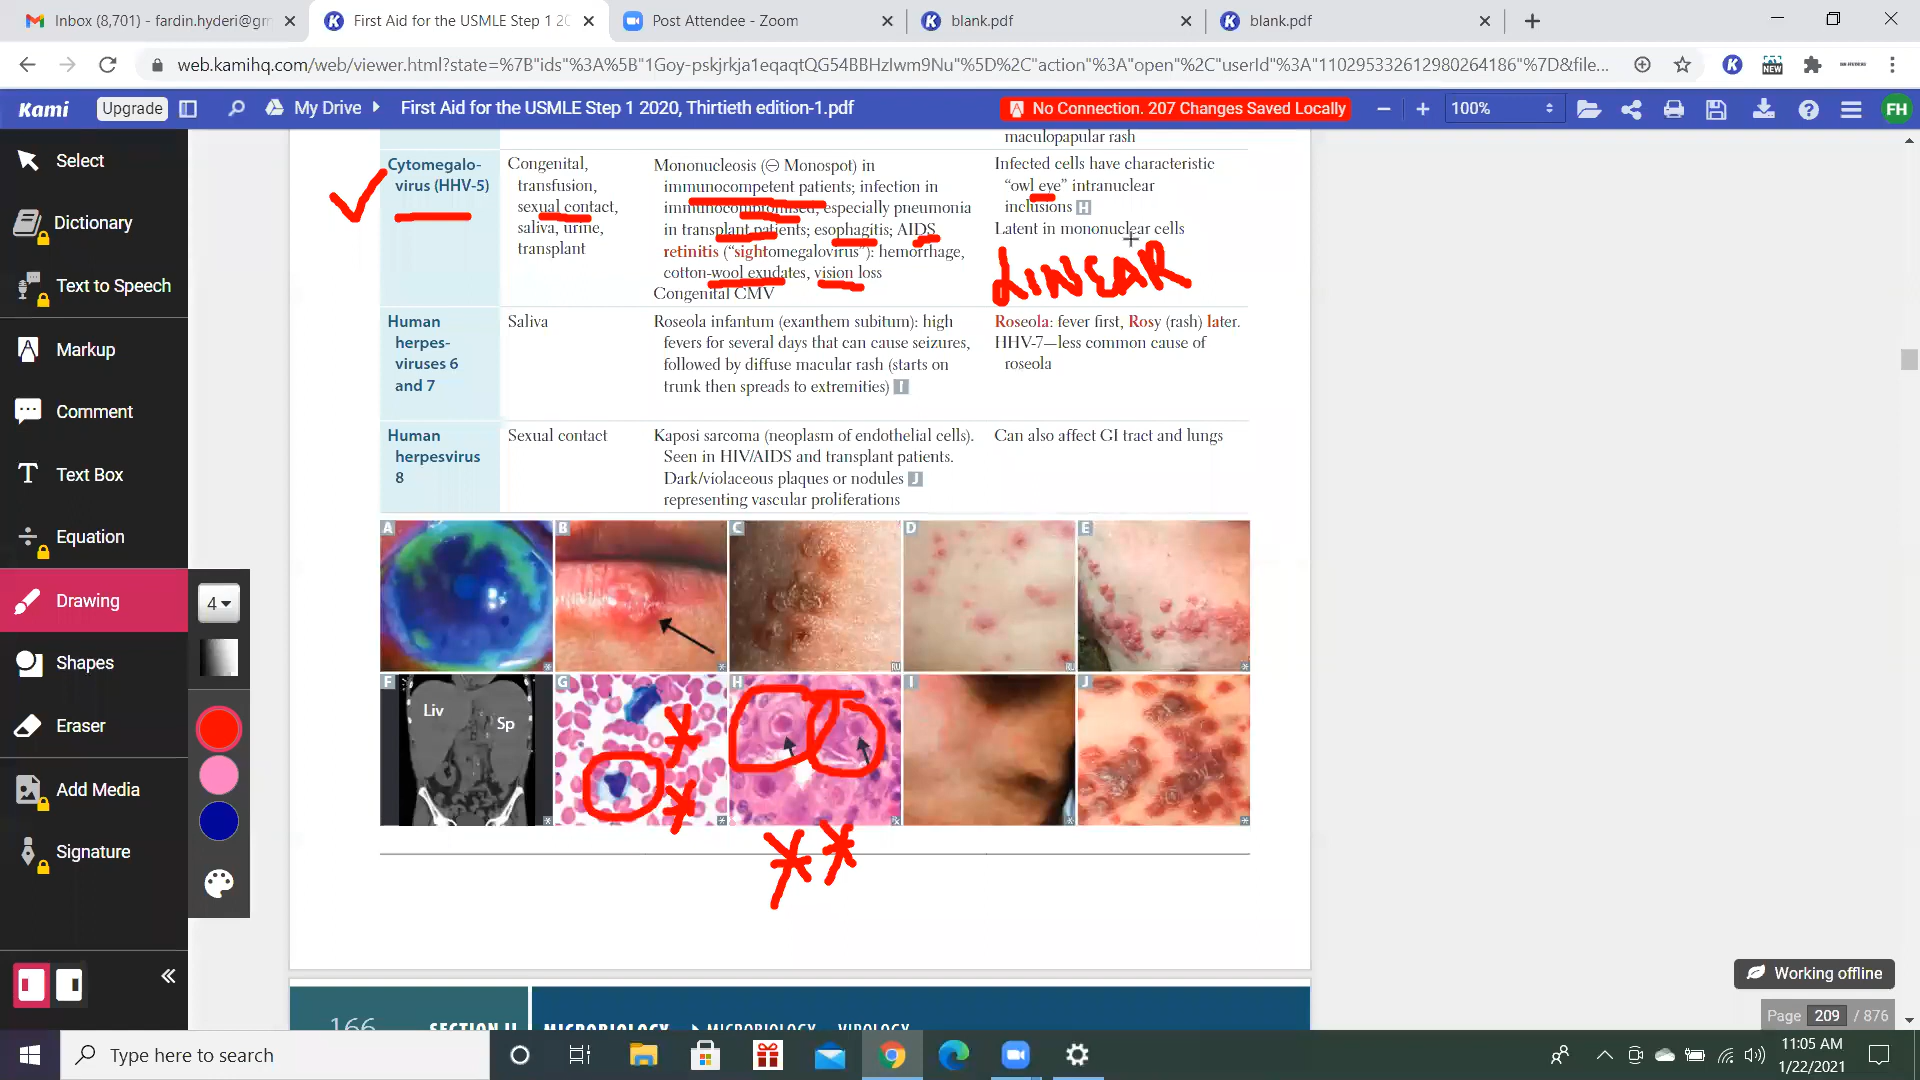 Inbox (8,701) - fardin.hyderi@gm
First Aid for the USMLE Step 1 20
Post Attendee - Zoom
blank.pdf
blank.pdf
web.kamihq.com/web/viewer.html?state=%7B"ids"%3A%5B"1Goy-pskjrkja1eqaqtQG54BBHzIwm9Nu"%5D%2C"action"%3A"open"%2C"userId"%3A"110295332612980264186"%7D&file...
Kami
Upgrade
My Drive
First Aid for the USMLE Step 1 2020, Thirtieth edition-1.pdf
No Connection. 207 Changes Saved Locally
100%
FH
Select
Dictionary
Text to Speech
Markup
Comment
Text Box
Equation
Drawing
Shapes
Eraser
Add Media
Signature
4
maculopapular rash
Cytomegalo-
virus (HHV-5)
Congenital,
transfusion,
sexual contact,
saliva, urine,
transplant
Mononucleosis (⊖ Monospot) in
immunocompetent patients; infection in
immunocompromised, especially pneumonia
in transplant patients; esophagitis; AIDS
retinitis (“sightomegalovirus”): hemorrhage,
cotton-wool exudates, vision loss
Congenital CMV
Infected cells have characteristic
“owl eye” intranuclear
inclusions H
Latent in mononuclear cells
LINEAR
Human
herpes-
viruses 6
and 7
Saliva
Roseola infantum (exanthem subitum): high
fevers for several days that can cause seizures,
followed by diffuse macular rash (starts on
trunk then spreads to extremities) I
Roseola: fever first, Rosy (rash) later.
HHV-7—less common cause of
roseola
Human
herpesvirus
8
Sexual contact
Kaposi sarcoma (neoplasm of endothelial cells).
Seen in HIV/AIDS and transplant patients.
Dark/violaceous plaques or nodules J
representing vascular proliferations
Can also affect GI tract and lungs
A
B
C
D
E
RU
RU
F
G
H
I
J
Liv
Sp
166
SECTION II
MICROBIOLOGY
MICROBIOLOGY—VIROLOGY
Working offline
Page 209 / 876
Type here to search
11:05 AM
1/22/2021